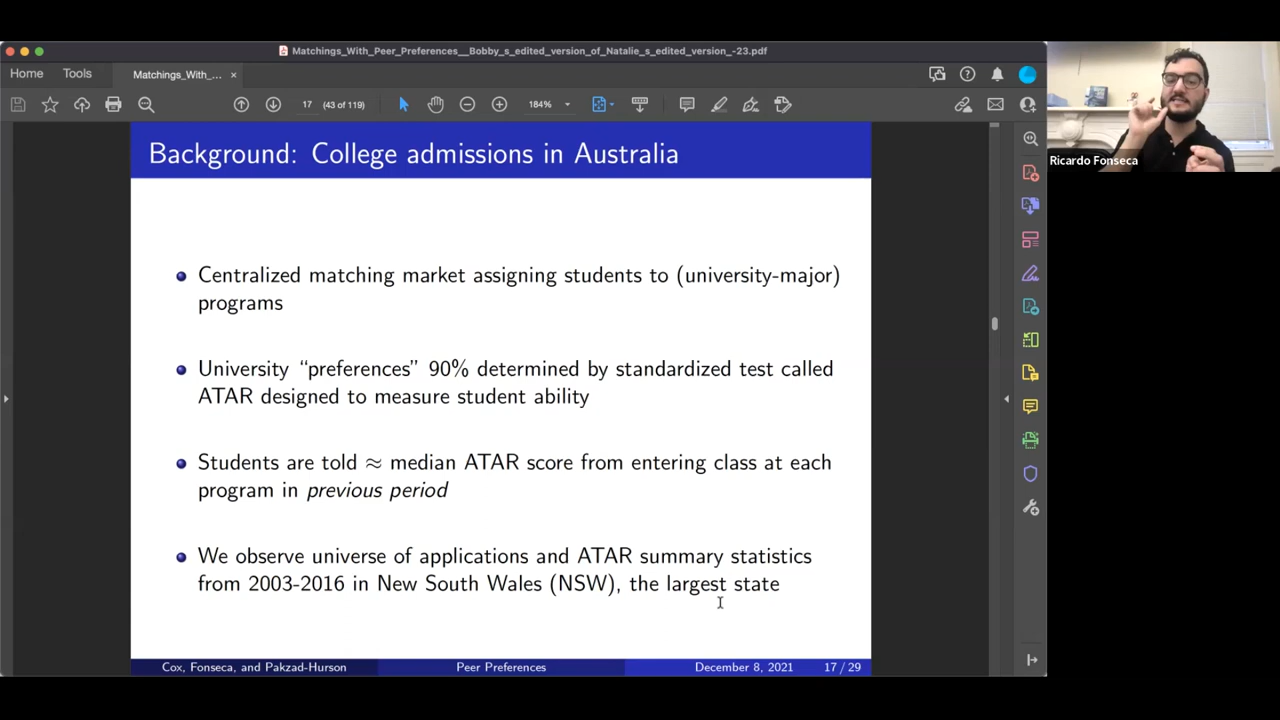 Matchings_With_Peer_Preferences__Bobby_s_edited_version_of_Natalie_s_edited_version_-23.pdf
Home
Tools
Matchings_With_...
17
(43 of 119)
184%
Background: College admissions in Australia
Centralized matching market assigning students to (university-major)
programs
University “preferences” 90% determined by standardized test called
ATAR designed to measure student ability
Students are told ≈ median ATAR score from entering class at each
program in previous period
We observe universe of applications and ATAR summary statistics
from 2003-2016 in New South Wales (NSW), the largest state
Cox, Fonseca, and Pakzad-Hurson
Peer Preferences
December 8, 2021
17 / 29
Ricardo Fonseca